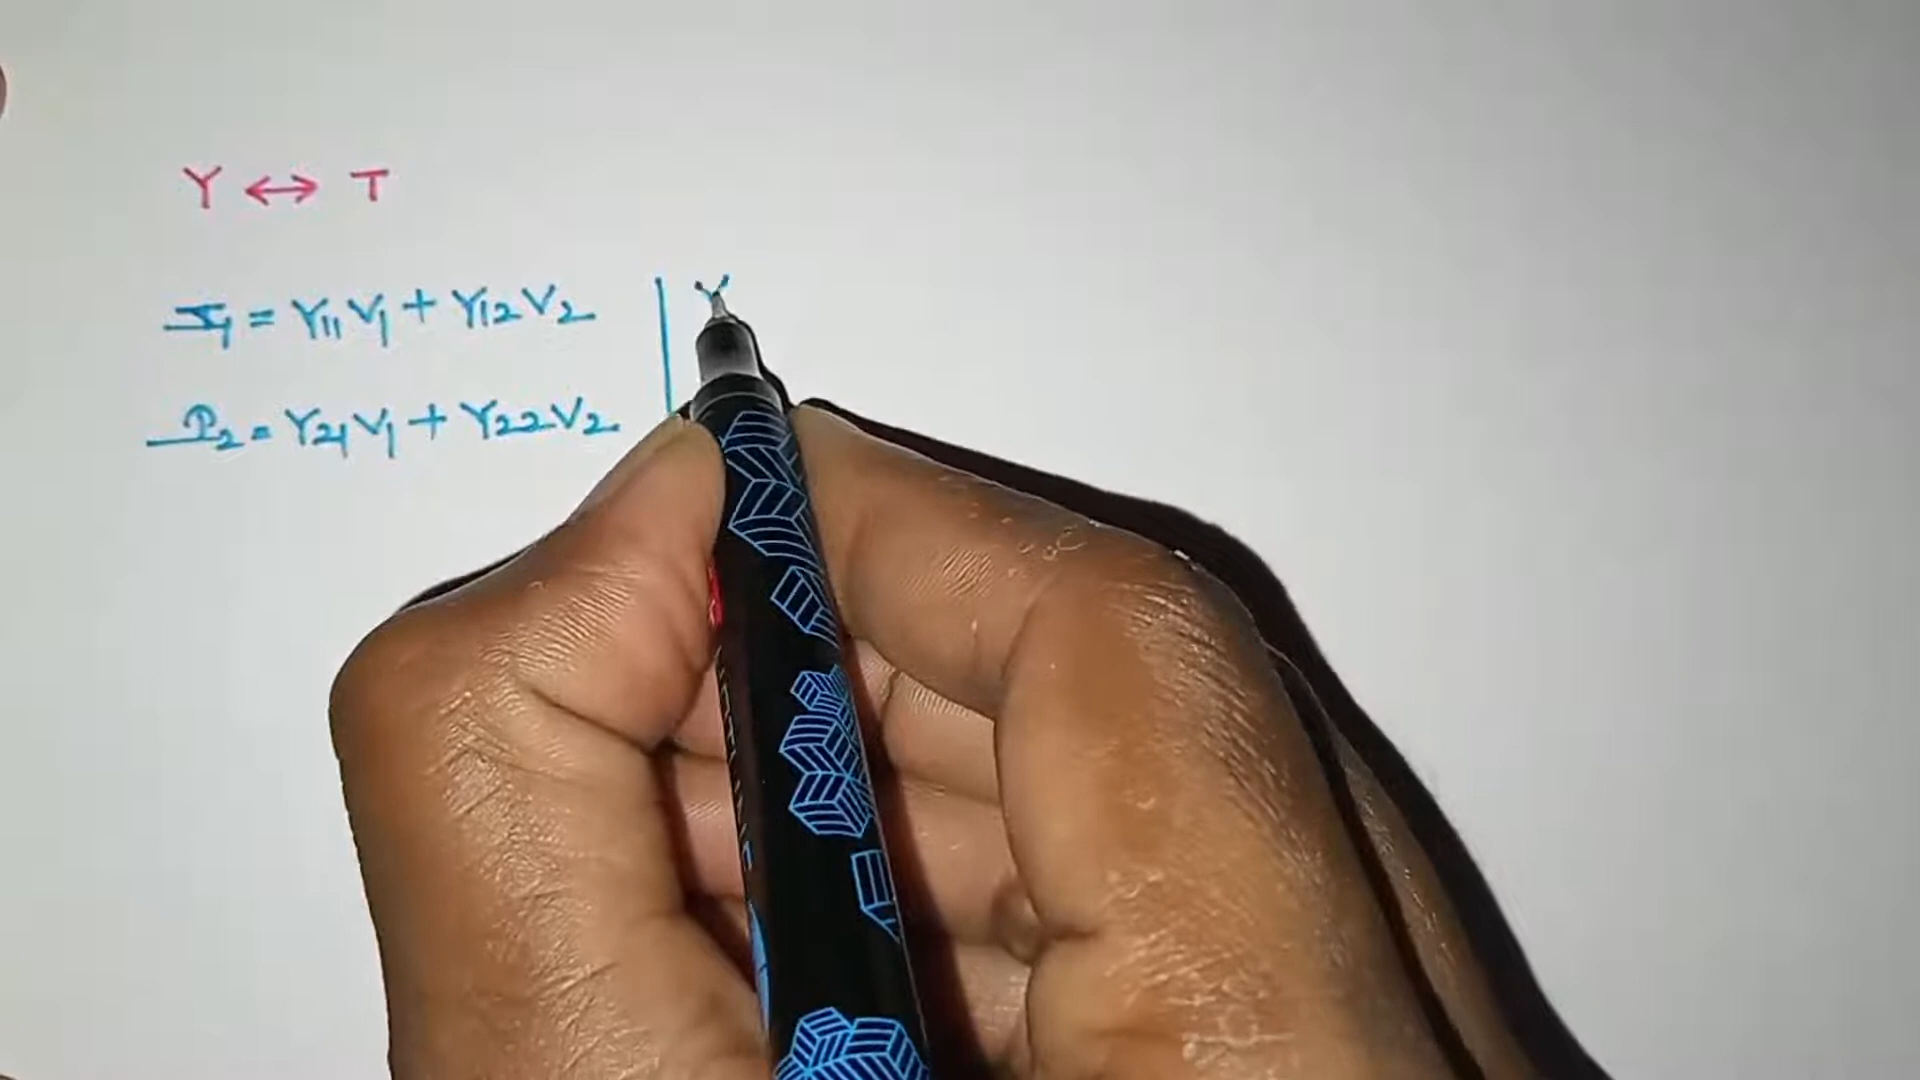 Y ↔ T
I1 = Y11 V1 + Y12 V2
I2 = Y21 V1 + Y22 V2